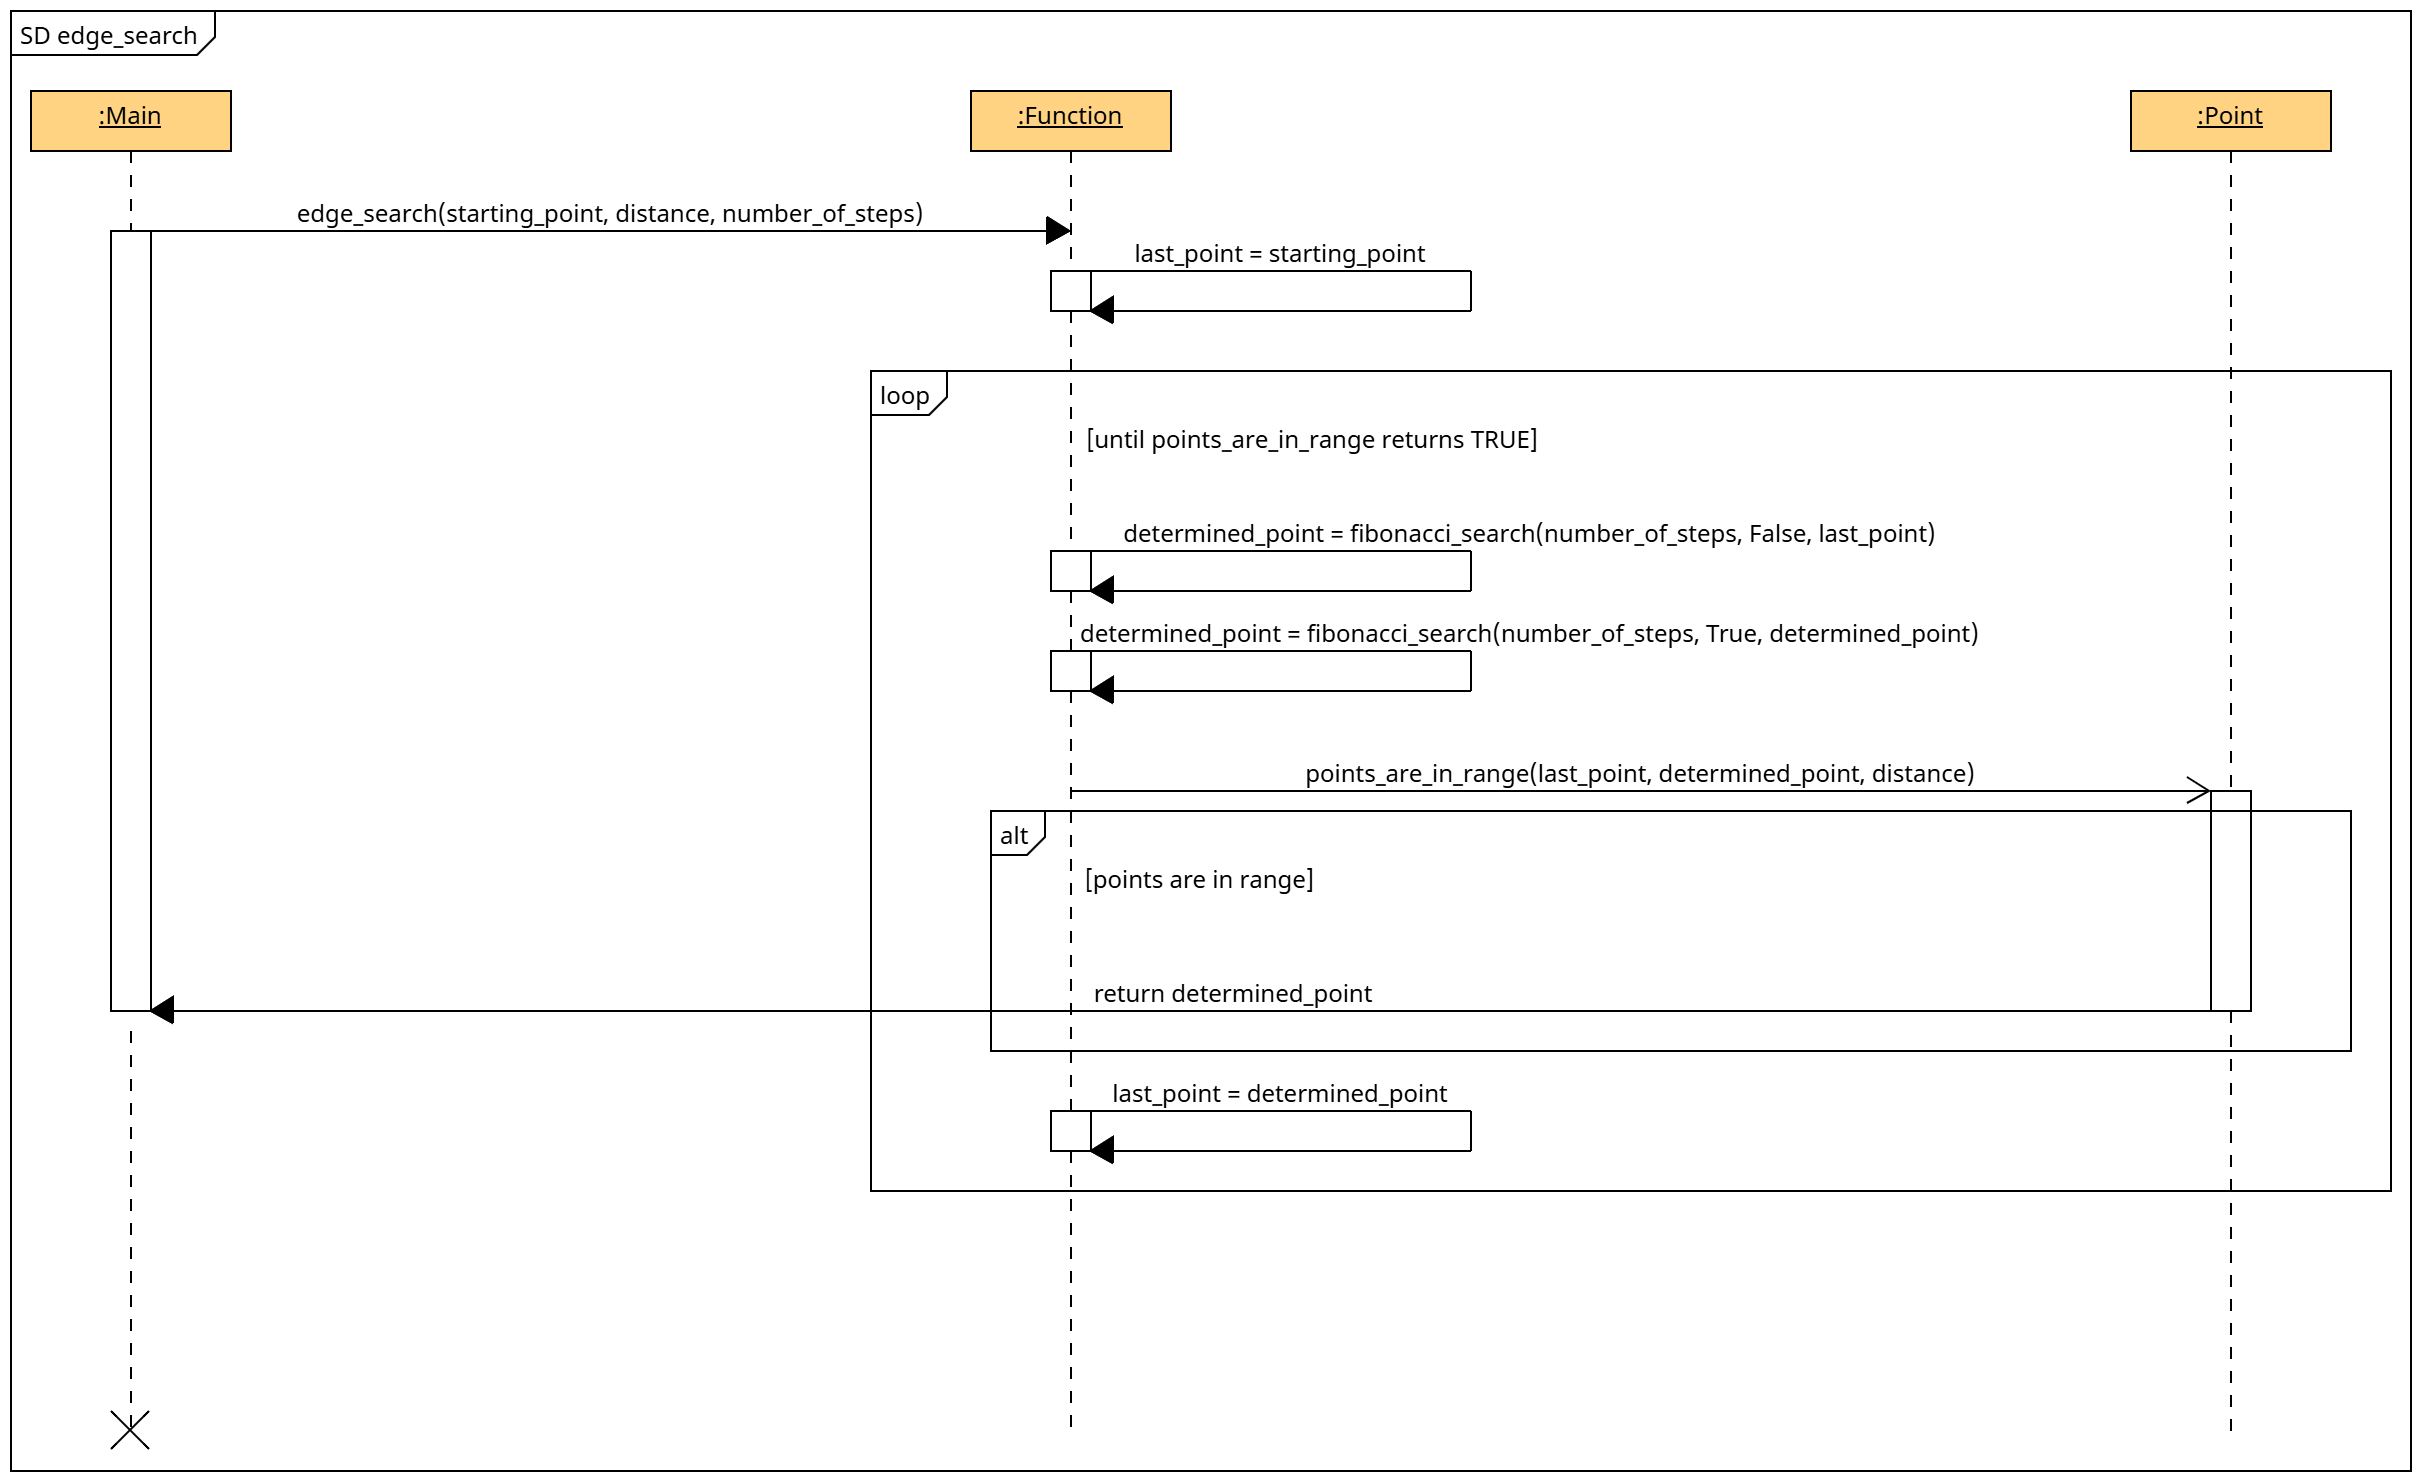 SD edge_search
:Main
:Function
:Point
edge_search(starting_point, distance, number_of_steps)
last_point = starting_point
loop
[until points_are_in_range returns TRUE]
determined_point = fibonacci_search(number_of_steps, False, last_point)
determined_point = fibonacci_search(number_of_steps, True, determined_point)
points_are_in_range(last_point, determined_point, distance)
alt
[points are in range]
return determined_point
last_point = determined_point